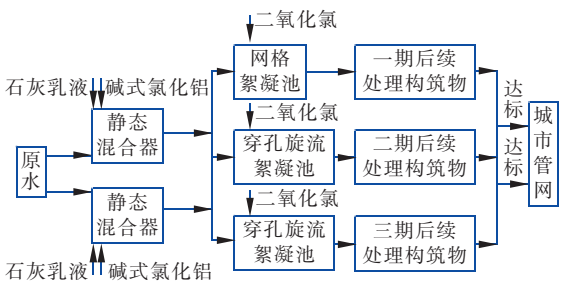 二氧化氯
网格
絮凝池
一期后续
处理构筑物
石灰乳液
碱式氯化铝
静态
混合器
二氧化氯
穿孔旋流
絮凝池
二期后续
处理构筑物
达标
达标
城市管网
原水
静态
混合器
二氧化氯
穿孔旋流
絮凝池
三期后续
处理构筑物
石灰乳液
碱式氯化铝